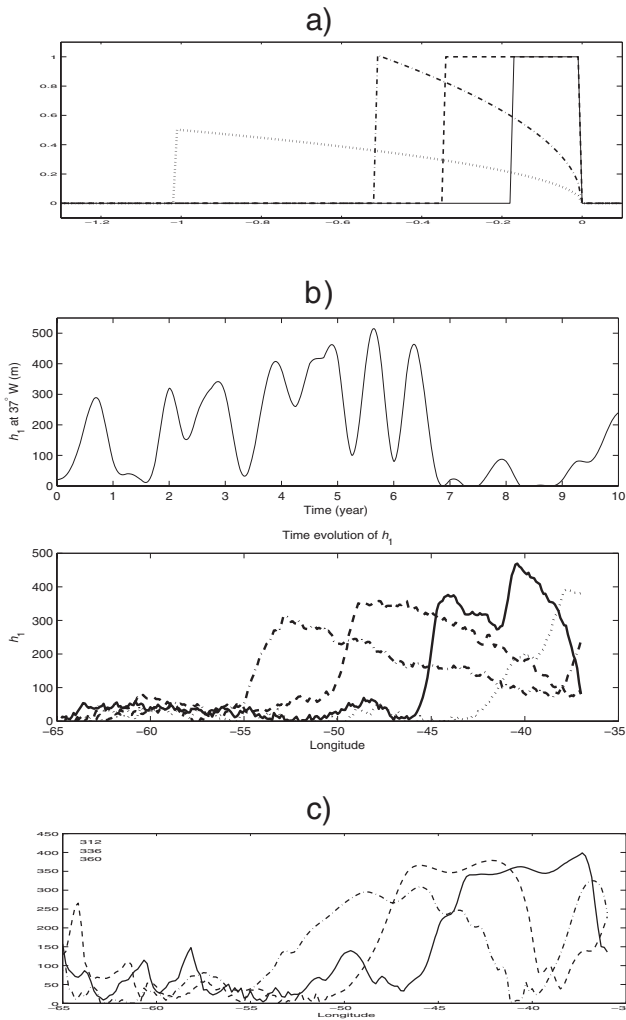 a)
1
0.8
0.6
0.4
0.2
0
−1.2 −1 −0.8 −0.6 −0.4 −0.2 0
b)
500
400
300
200
100
0
h1 at 37° W (m)
0 1 2 3 4 5 6 7 8 9 10
Time (year)
Time evolution of h1
500
400
300
200
100
0
h1
−65 −60 −55 −50 −45 −40 −35
Longitude
c)
450
400
350
300
250
200
150
100
50
0
312
336
360
−65 −60 −55 −50 −45 −40 −3
Longitude